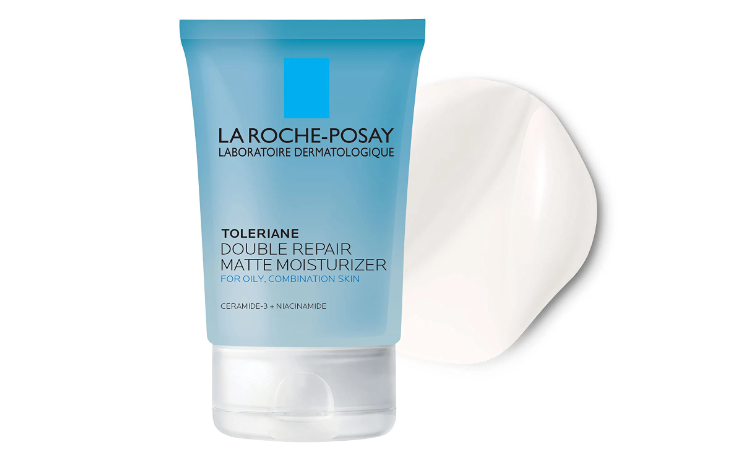 LA ROCHE-POSAY
LABORATOIRE DERMATOLOGIQUE
TOLERIANE
DOUBLE REPAIR
MATTE MOISTURIZER
FOR OILY, COMBINATION SKIN
CERAMIDE-3 + NIACINAMIDE